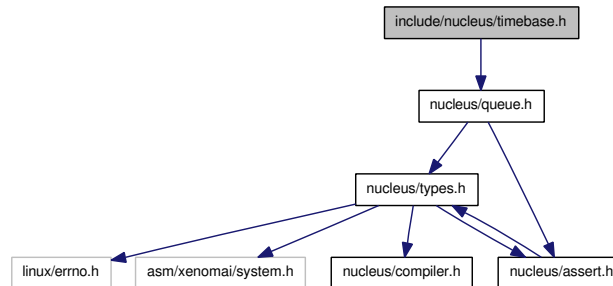 include/nucleus/timebase.h
nucleus/queue.h
nucleus/types.h
linux/errno.h
asm/xenomai/system.h
nucleus/compiler.h
nucleus/assert.h